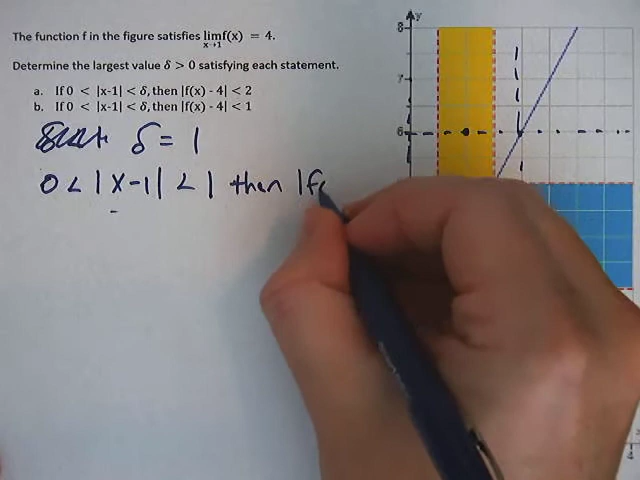 The function f in the figure satisfies lim f(x) = 4.
x→1
Determine the largest value δ > 0 satisfying each statement.
a. If 0 < |x-1| < δ, then |f(x) - 4| < 2
b. If 0 < |x-1| < δ, then |f(x) - 4| < 1
δ = 1
0 < |x-1| < 1 then |f
y
8
7
6
4